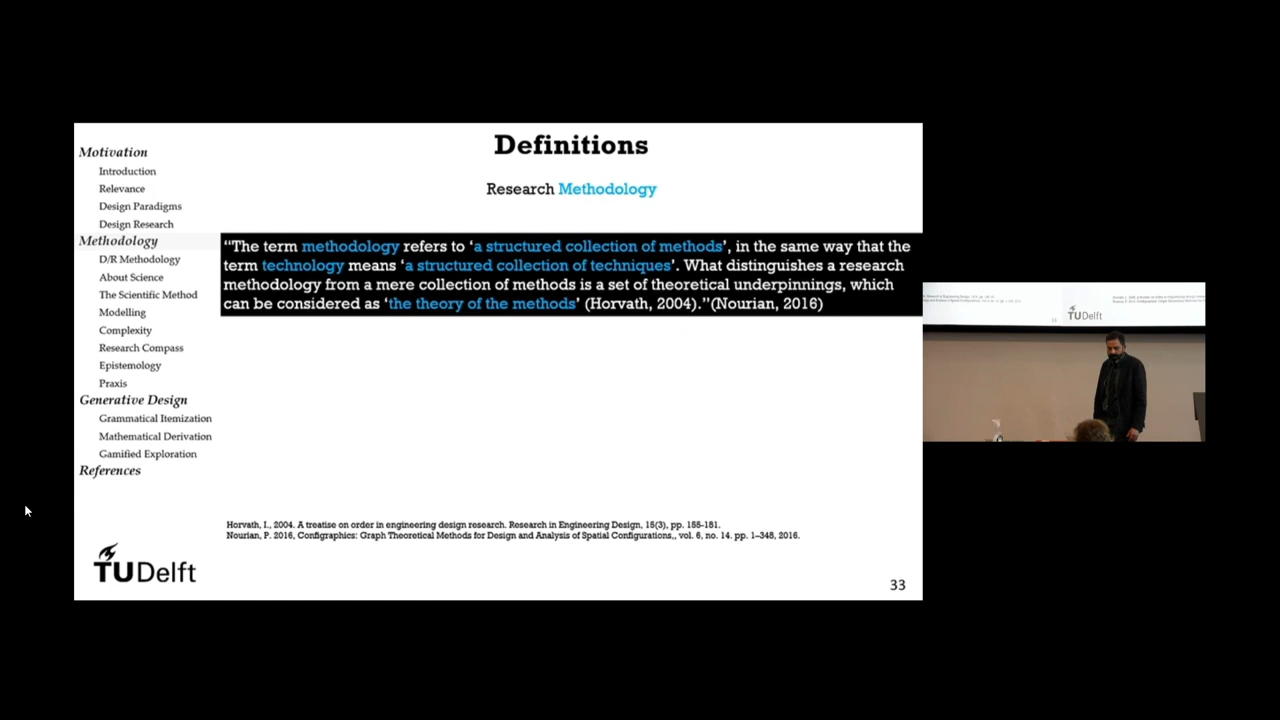 Motivation
Introduction
Relevance
Design Paradigms
Design Research
Methodology
D/R Methodology
About Science
The Scientific Method
Modelling
Complexity
Research Compass
Epistemology
Praxis
Generative Design
Grammatical Itemization
Mathematical Derivation
Gamified Exploration
References
Definitions
Research Methodology
“The term methodology refers to ‘a structured collection of methods’, in the same way that the
term technology means ‘a structured collection of techniques’. What distinguishes a research
methodology from a mere collection of methods is a set of theoretical underpinnings, which
can be considered as ‘the theory of the methods’ (Horvath, 2004).”(Nourian, 2016)
Horvath, I., 2004. A treatise on order in engineering design research. Research in Engineering Design, 15(3), pp. 155-181.
Nourian, P. 2016, Configraphics: Graph Theoretical Methods for Design and Analysis of Spatial Configurations,, vol. 6, no. 14. pp. 1–348, 2016.
TUDelft
33
TUDelft